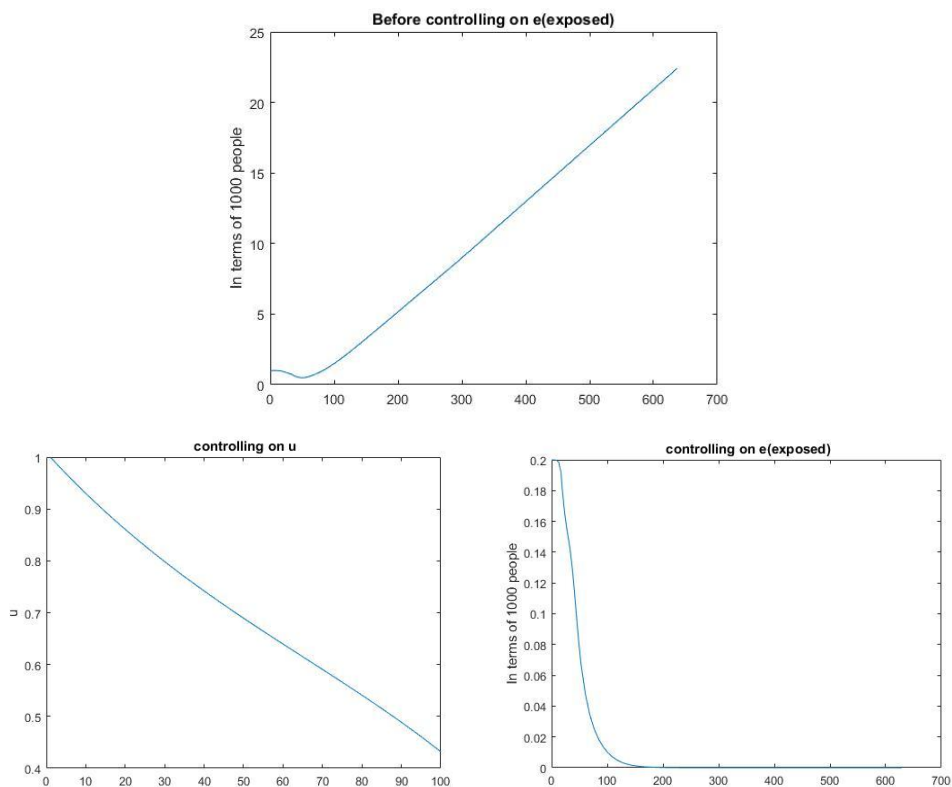 Before controlling on e(exposed)
In terms of 1000 people
25
20
15
10
5
0
0 100 200 300 400 500 600 700
controlling on u
u
1
0.9
0.8
0.7
0.6
0.5
0.4
0 10 20 30 40 50 60 70 80 90 100
controlling on e(exposed)
In terms of 1000 people
0.2
0.18
0.16
0.14
0.12
0.1
0.08
0.06
0.04
0.02
0
0 100 200 300 400 500 600 700